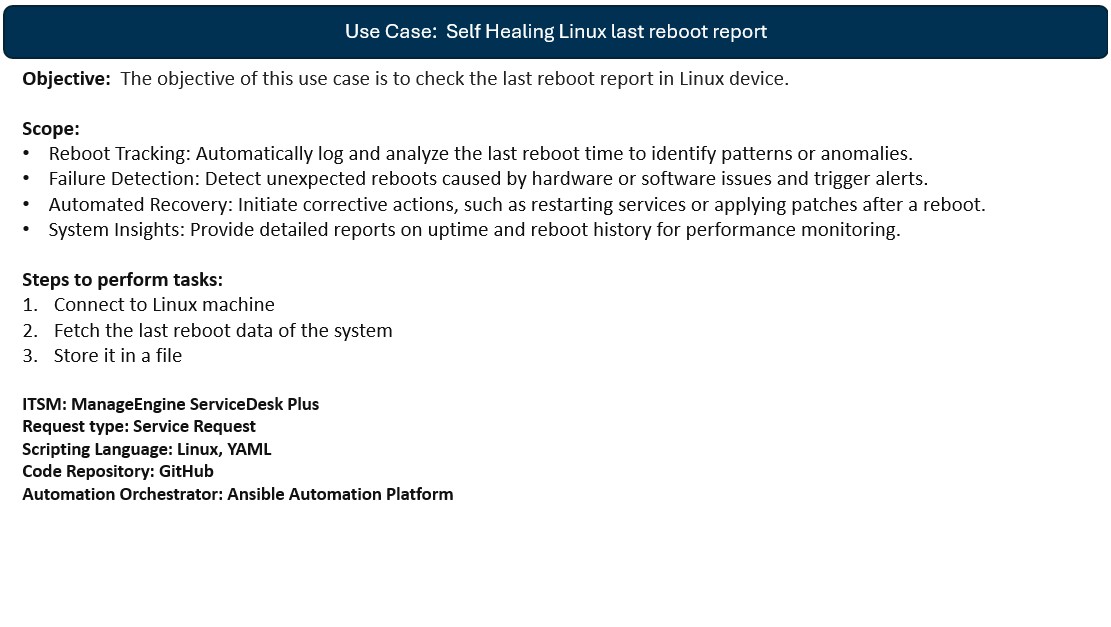 Use Case:  Self Healing Linux last reboot report
Objective:  The objective of this use case is to check the last reboot report in Linux device.
Scope:
• Reboot Tracking: Automatically log and analyze the last reboot time to identify patterns or anomalies.
• Failure Detection: Detect unexpected reboots caused by hardware or software issues and trigger alerts.
• Automated Recovery: Initiate corrective actions, such as restarting services or applying patches after a reboot.
• System Insights: Provide detailed reports on uptime and reboot history for performance monitoring.
Steps to perform tasks:
1. Connect to Linux machine
2. Fetch the last reboot data of the system
3. Store it in a file
ITSM: ManageEngine ServiceDesk Plus
Request type: Service Request
Scripting Language: Linux, YAML
Code Repository: GitHub
Automation Orchestrator: Ansible Automation Platform